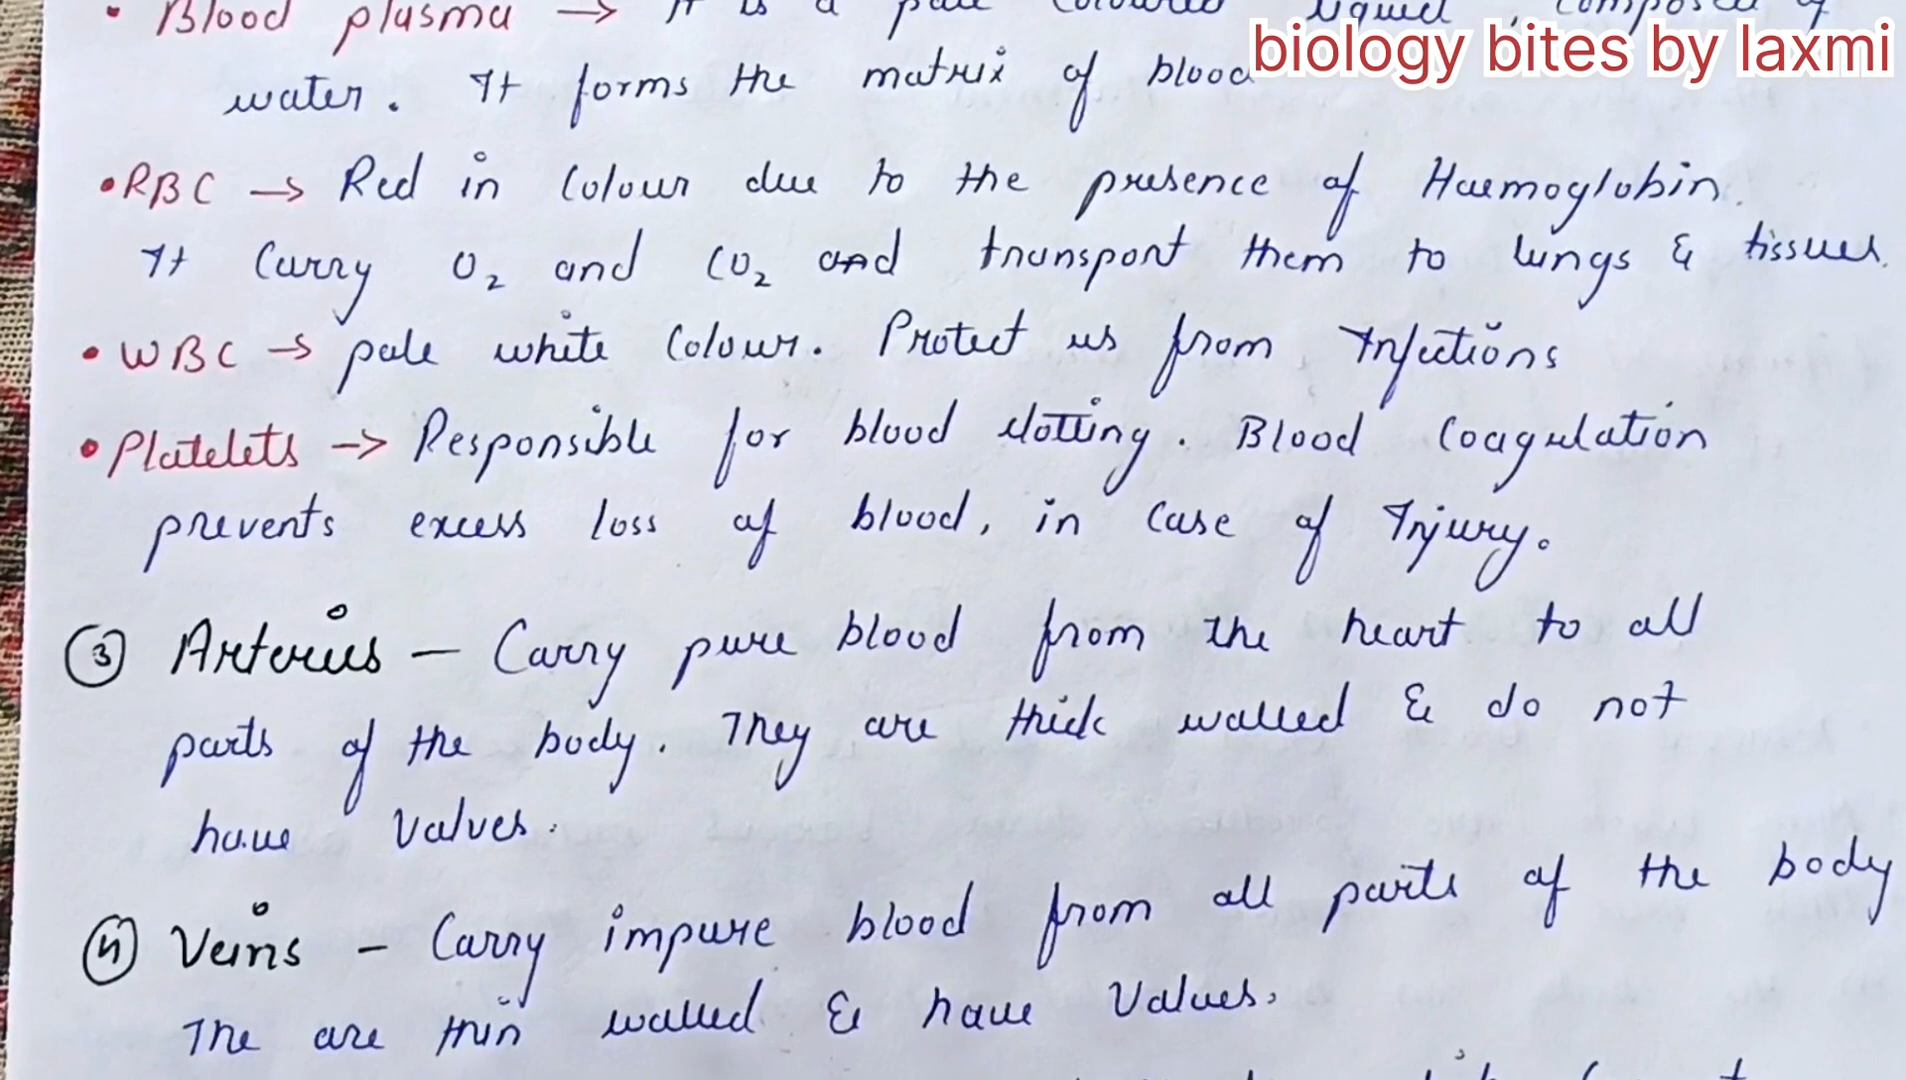 • Blood plasma → It is a pale coloured liquid, composed of
biology bites by laxmi
water. It forms the matrix of blood
• RBC → Red in Colour due to the presence of Haemoglobin.
It Carry O₂ and CO₂ and transport them to lungs & tissues.
• WBC → pale white Colour. Protect us from Infections
• Platelets → Responsible for blood clotting. Blood Coagulation
prevents excess loss of blood, in case of Injury.
③ Arteries – Carry pure blood from the heart to all
parts of the body. They are thick walled & do not
have valves.
④ Veins – Carry impure blood from all parts of the body
The are thin walled & have Valves.